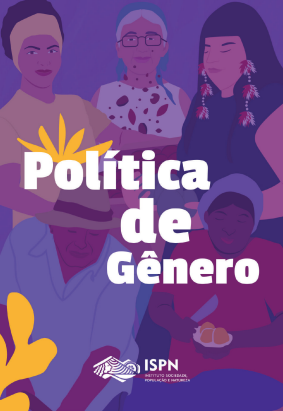 Política
de
Gênero
ISPN
INSTITUTO SOCIEDADE,
POPULAÇÃO E NATUREZA